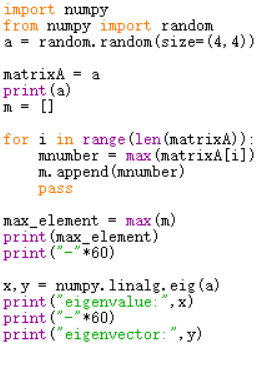 import numpy
from numpy import random
a = random.random(size=(4,4))
matrixA = a
print(a)
m = []
for i in range(len(matrixA)):
    mnumber = max(matrixA[i])
    m.append(mnumber)
    pass
max_element = max(m)
print(max_element)
print("-"*60)
x,y = numpy.linalg.eig(a)
print("eigenvalue:",x)
print("-"*60)
print("eigenvector:",y)